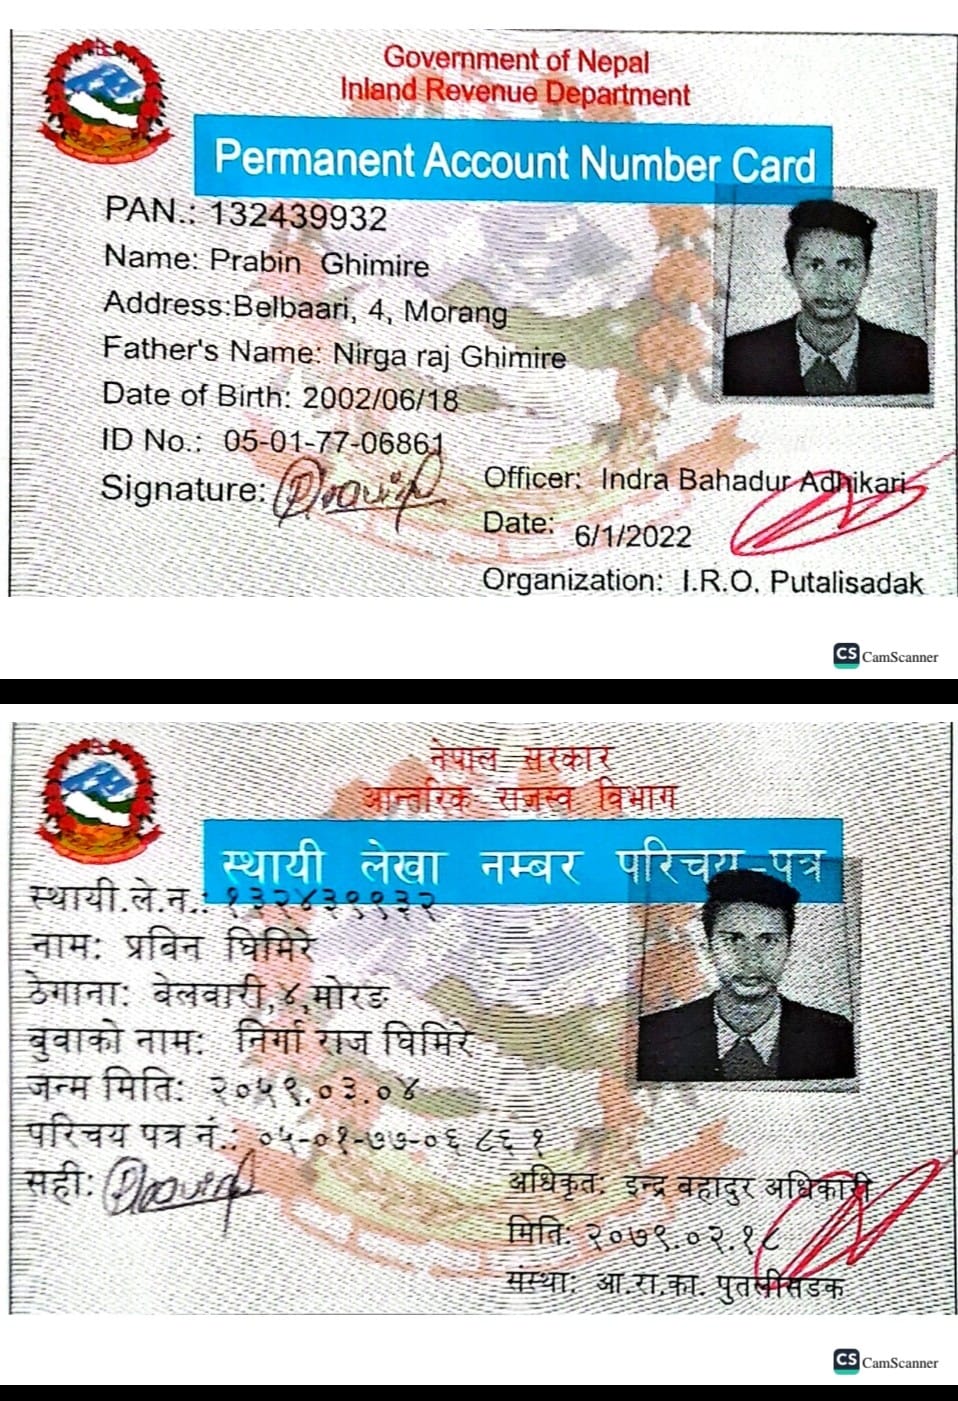 Government of Nepal
Inland Revenue Department
Permanent Account Number Card
PAN.: 132439932
Name: Prabin Ghimire
Address:Belbaari, 4, Morang
Father's Name: Nirga raj Ghimire
Date of Birth: 2002/06/18
ID No.: 05-01-77-06861
Signature: Prabin
Officer: Indra Bahadur Adhikari
Date: 6/1/2022
Organization: I.R.O. Putalisadak
CS CamScanner
नेपाल सरकार
आन्तरिक राजस्व विभाग
स्थायी लेखा नम्बर परिचय-पत्र
स्थायी.ले.न.: १३२४३९९३२
नाम: प्रविन घिमिरे
ठेगाना: बेलवारी,४,मोरङ
बुवाको नाम: निर्गा राज घिमिरे
जन्म मिति: २०५९.०३.०४
परिचय पत्र नं.: ०५-०१-७७-०६८६१
सही: Prabin
अधिकृत: इन्द्र बहादुर अधिकारी
मिति: २०७९.०२.१८
संस्था: आ.रा.का. पुतलीसडक
CS CamScanner